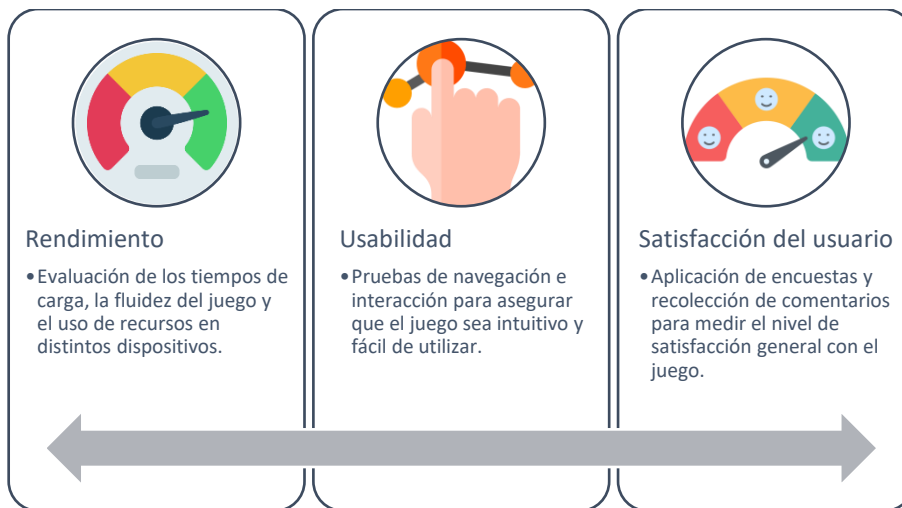 Rendimiento
•Evaluación de los tiempos de
carga, la fluidez del juego y
el uso de recursos en
distintos dispositivos.
Usabilidad
•Pruebas de navegación e
interacción para asegurar
que el juego sea intuitivo y
fácil de utilizar.
Satisfacción del usuario
•Aplicación de encuestas y
recolección de comentarios
para medir el nivel de
satisfacción general con el
juego.